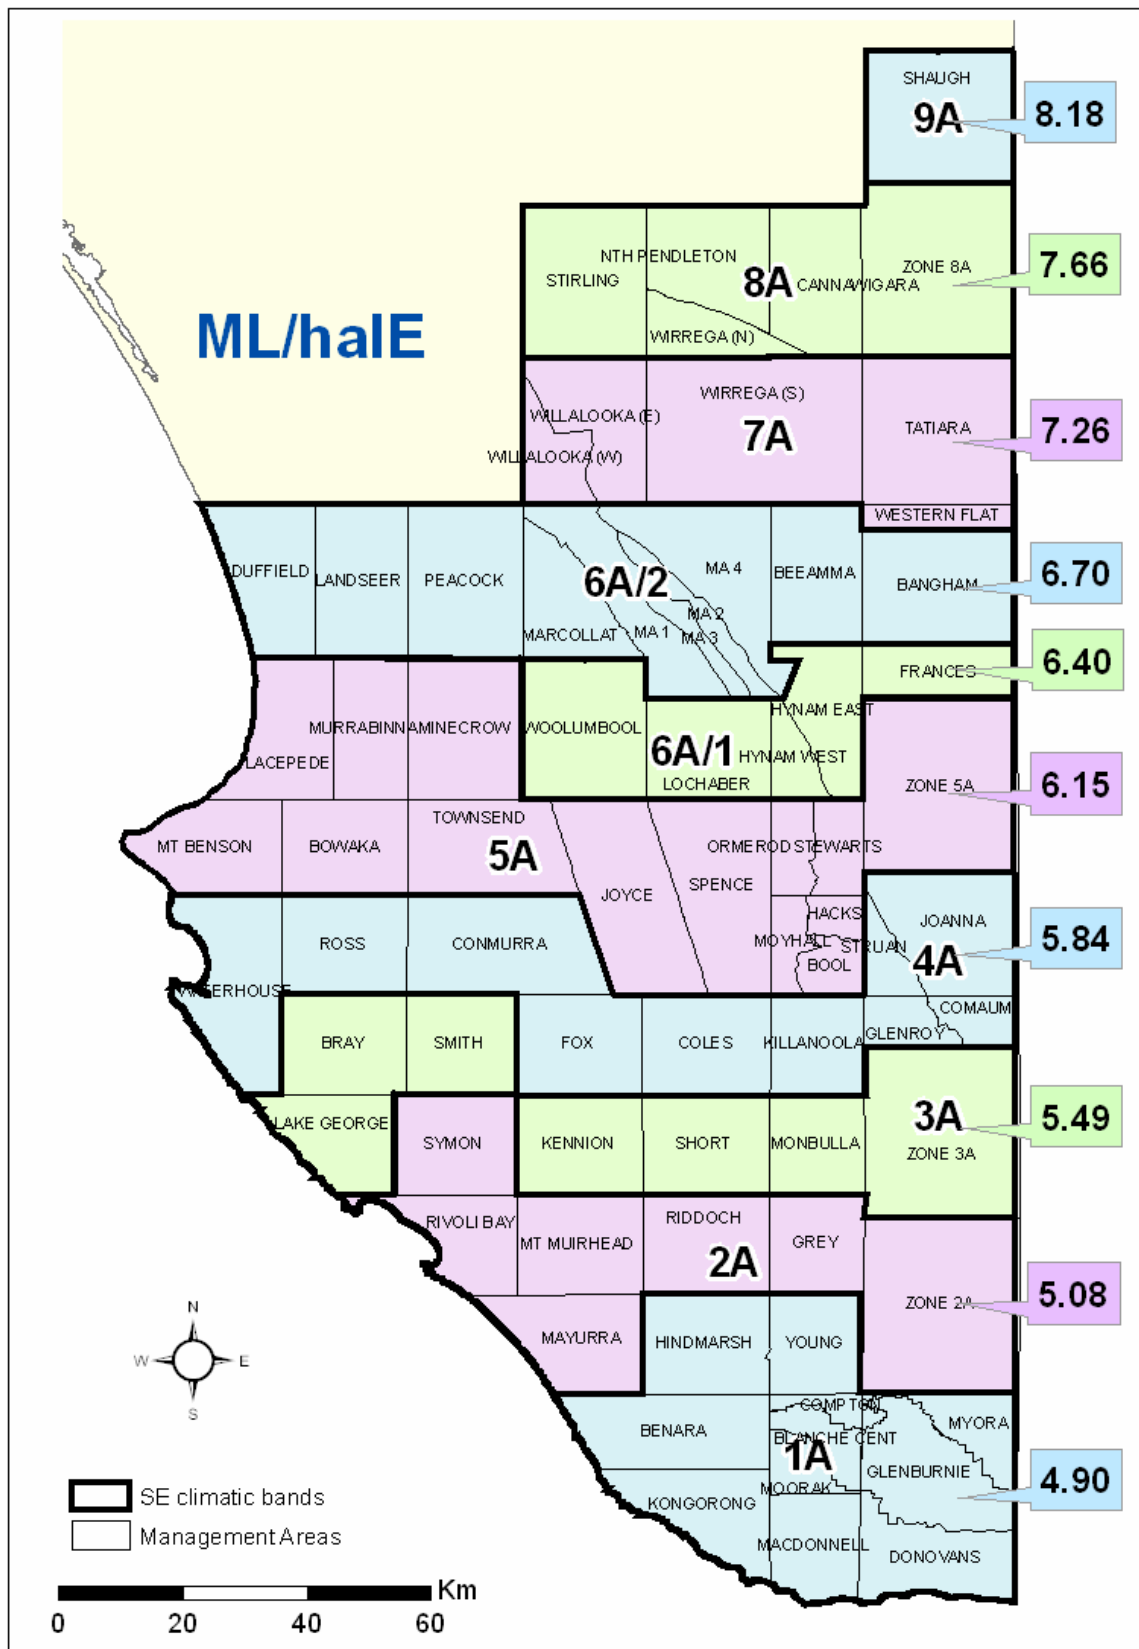 SHAUGH
9A
8.18
NTH PENDLETON
STIRLING
8A
CANNAWIGARA
ZONE 8A
7.66
WIRREGA (N)
ML/haIE
WIRREGA (S)
WILLALOOKA (E)
7A
TATIARA
7.26
WILLALOOKA (W)
WESTERN FLAT
DUFFIELD
LANDSEER
PEACOCK
6A/2
MA 4
BEEAMMA
BANGHAM
6.70
MA 2
MARCOLLAT
MA 1
MA 3
FRANCES
6.40
HYNAM EAST
MURRABINNA
MINECROW
WOOLUMBOOL
6A/1
HYNAM WEST
LACEPEDE
LOCHABER
ZONE 5A
6.15
TOWNSEND
MT BENSON
BOWAKA
5A
ORMEROD
STEWARTS
JOYCE
SPENCE
HACKS
JOANNA
5.84
ROSS
CONMURRA
MOYHALL
STRUAN
4A
BOOL
WATERHOUSE
COMAUM
GLENROY
BRAY
SMITH
FOX
COLES
KILLANOOLA
LAKE GEORGE
3A
5.49
SYMON
KENNION
SHORT
MONBULLA
ZONE 3A
RIVOLI BAY
RIDDOCH
MT MUIRHEAD
GREY
2A
ZONE 2A
5.08
N
W
E
S
MAYURRA
HINDMARSH
YOUNG
COMPTON
BENARA
BLANCHE CENT
MYORA
1A
GLENBURNIE
MOORAK
4.90
KONGORONG
MACDONNELL
DONOVANS
SE climatic bands
Management Areas
Km
0 20 40 60